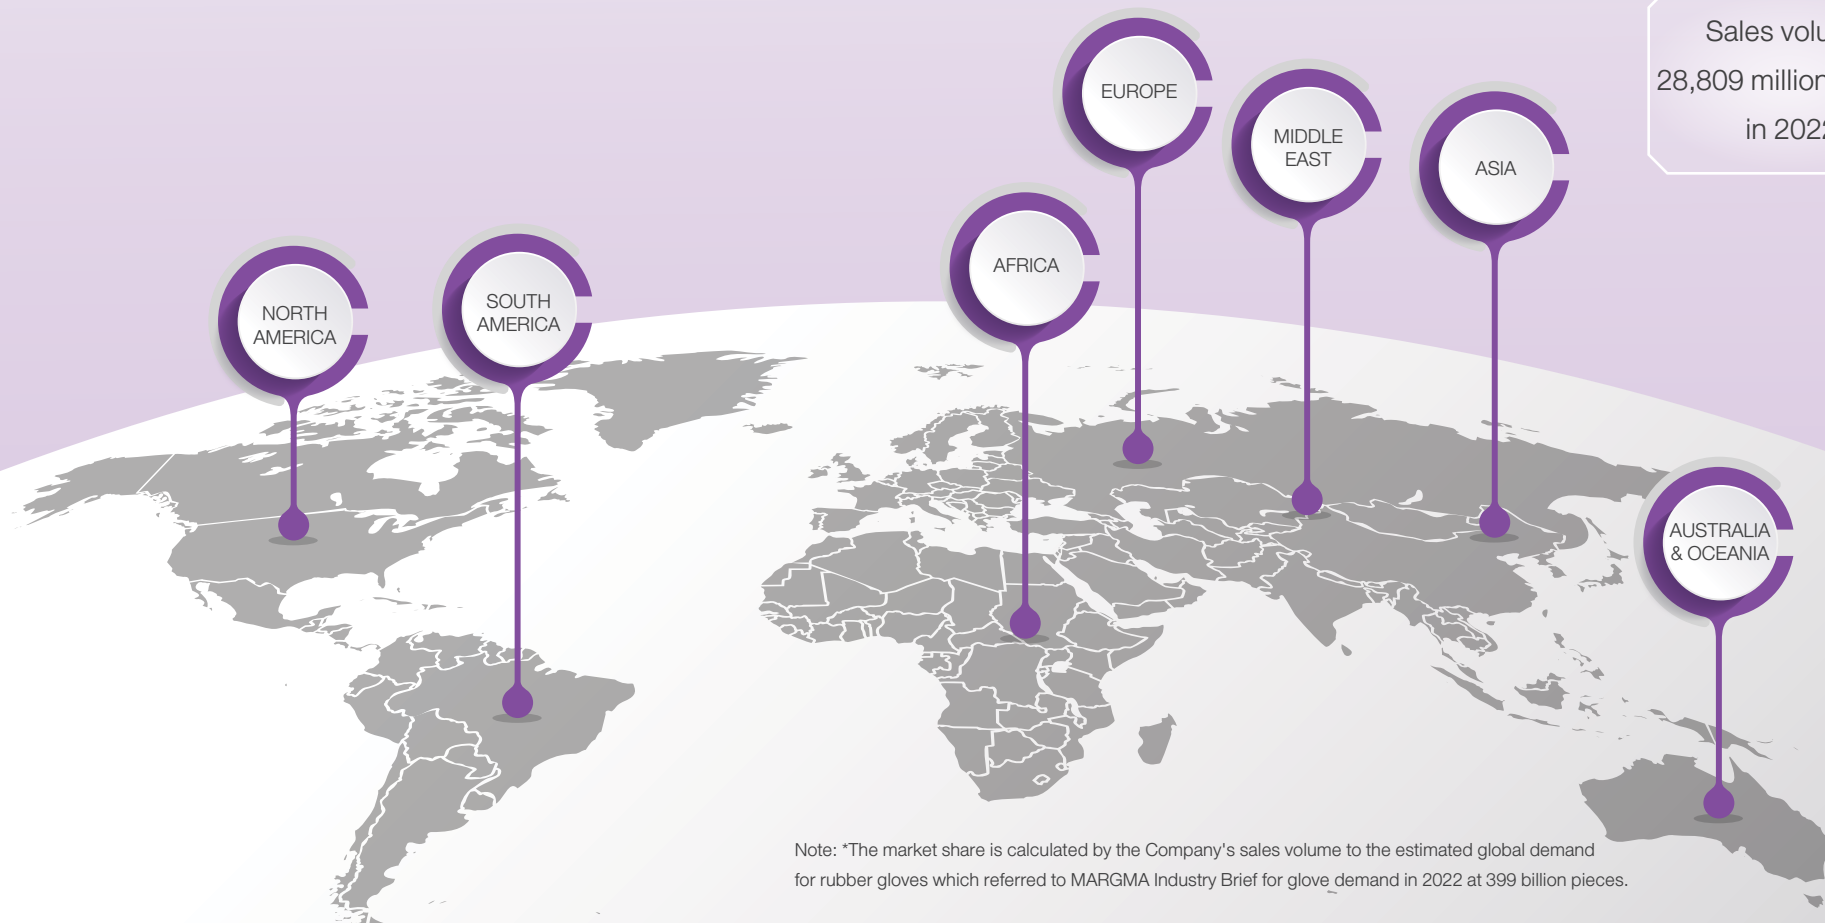 Sales
28,809 million
in 2022
EUROPE
MIDDLE
EAST
ASIA
AFRICA
SOUTH
AMERICA
NORTH
AMERICA
AUSTRALIA
& OCEANIA
Note: *The market share is calculated by the Company's sales volume to the estimated global demand
for rubber gloves which referred to MARGMA Industry Brief for glove demand in 2022 at 399 billion pieces.